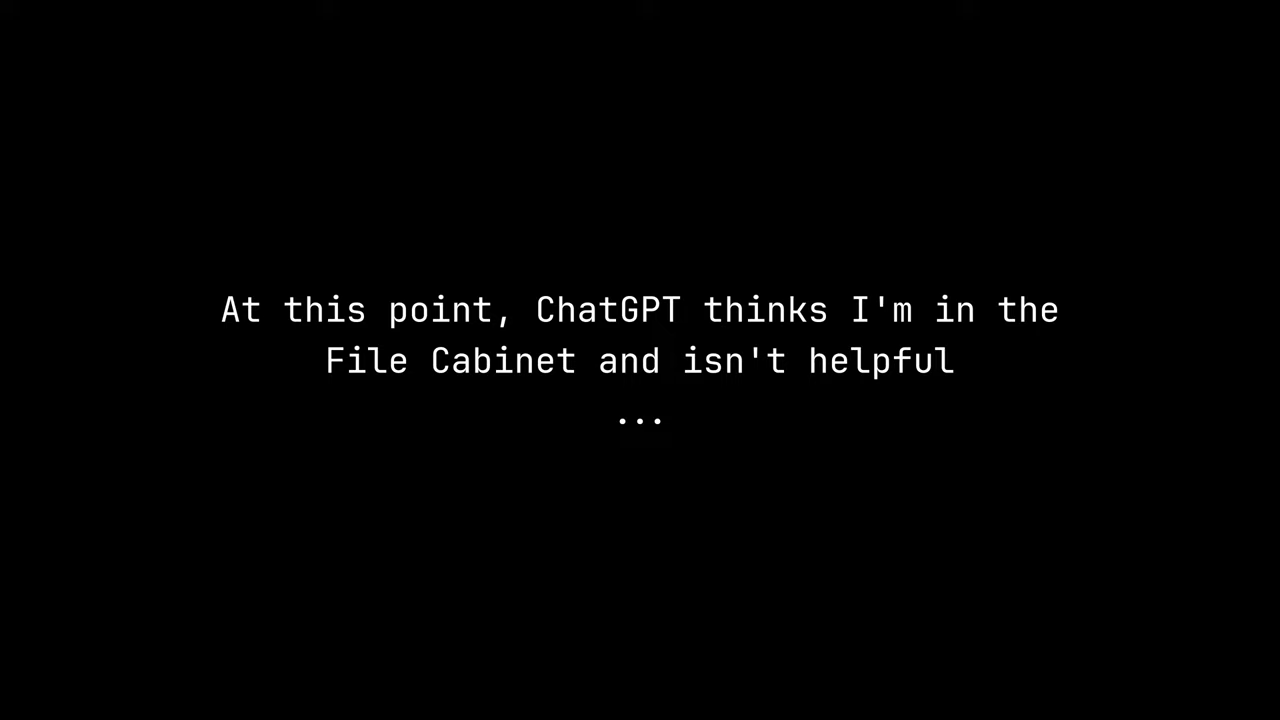 At this point, ChatGPT thinks I'm in the
File Cabinet and isn't helpful
...